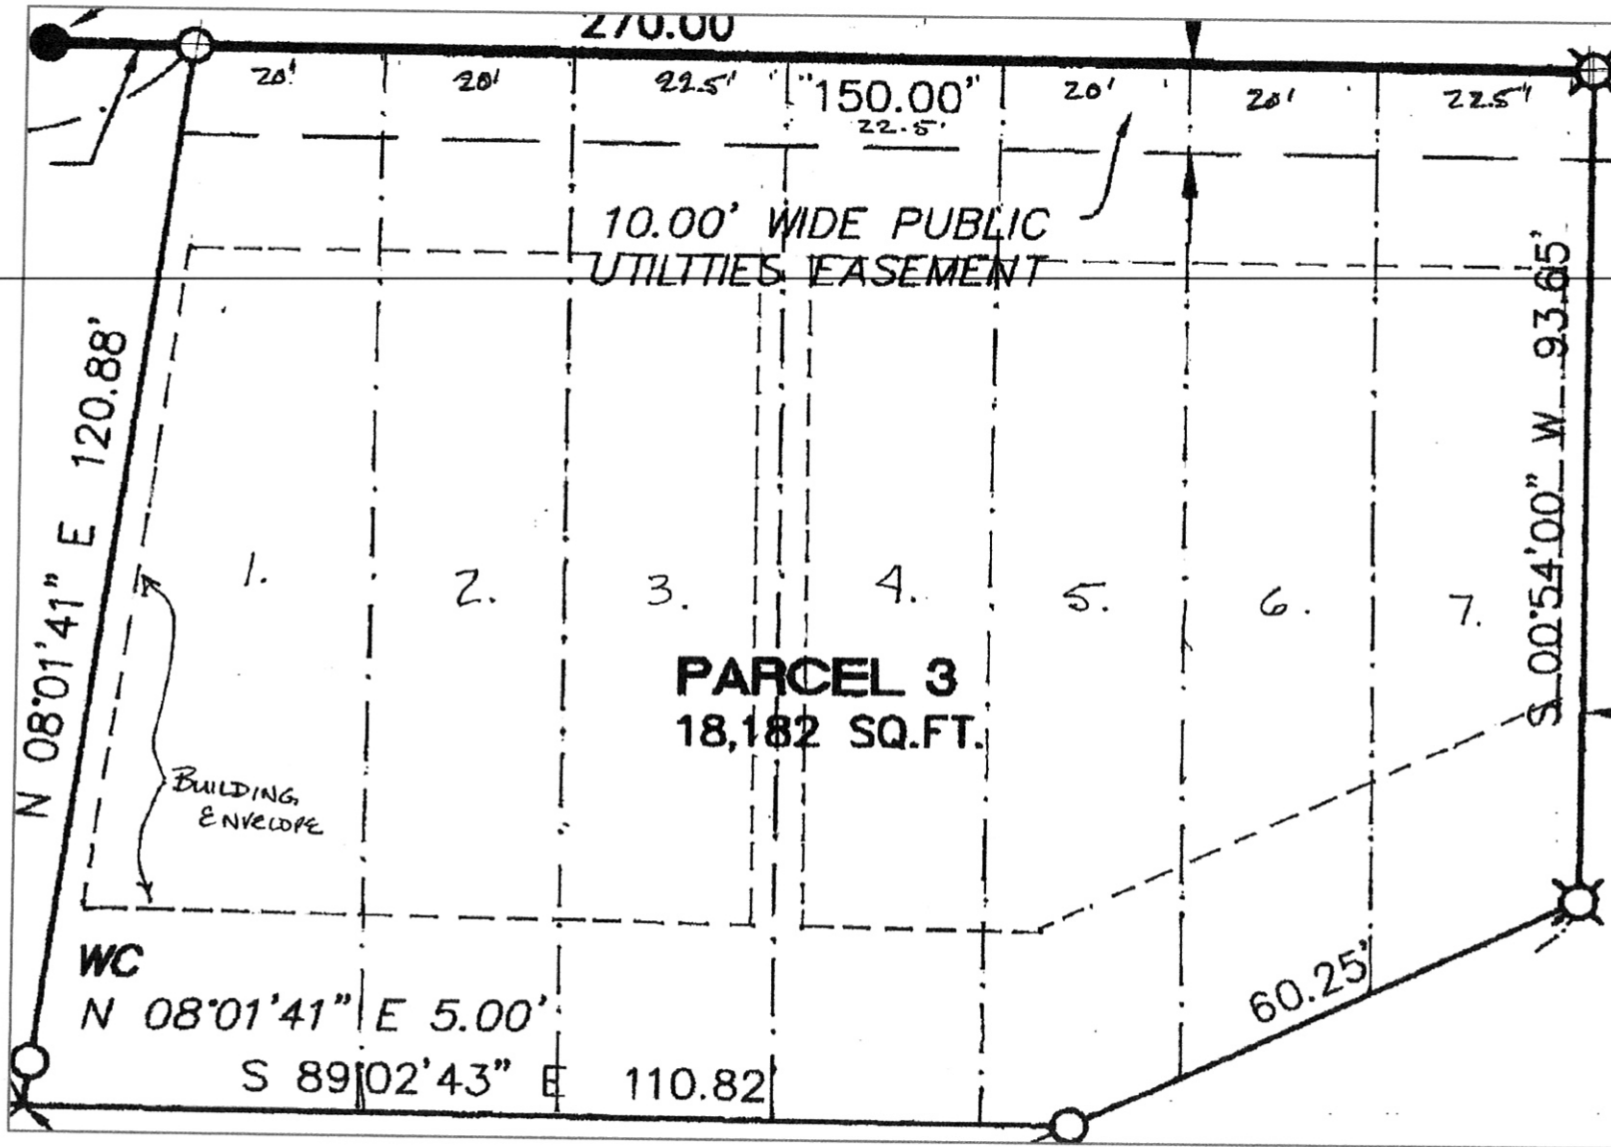 270.00
20' 20' 22.5' "150.00" 20' 20' 22.5'
22.5'
10.00' WIDE PUBLIC
UTILITIES EASEMENT
N 08°01'41" E 120.88'
S 00°54'00" W 93.65'
1. 2. 3. 4. 5. 6. 7.
PARCEL 3
18,182 SQ.FT.
BUILDING
ENVELOPE
WC
N 08°01'41" E 5.00'
S 89°02'43" E 110.82
60.25'